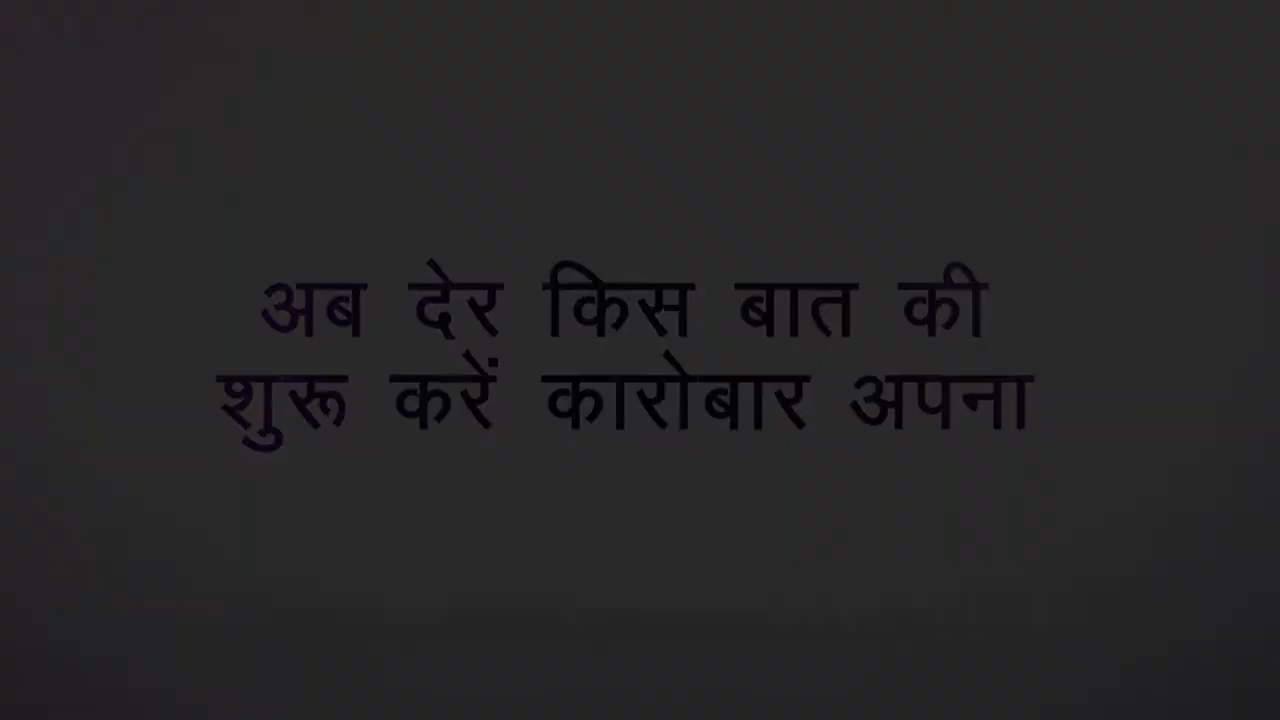 अब देर किस बात की
शुरू करें कारोबार अपना